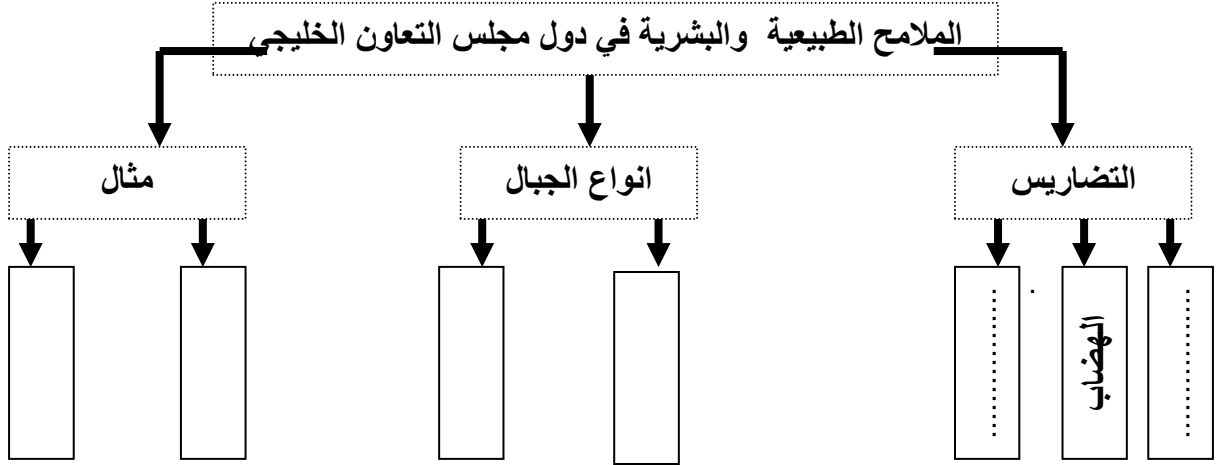 الملامح الطبيعية والبشرية في دول مجلس التعاون الخليجي
التضاريس
انواع الجبال
مثال
....................
الهضاب
.
....................